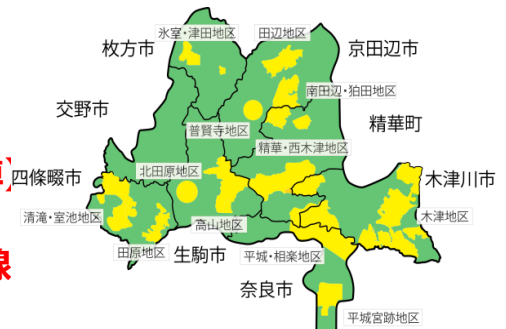 氷室・津田地区
田辺地区
枚方市
京田辺市
南田辺・狛田地区
交野市
普賢寺地区
精華町
精華・西木津地区
北田原地区
四條畷市
木津川市
清滝・室池地区
高山地区
木津地区
田原地区
生駒市
平城・相楽地区
奈良市
線
平城宮跡地区